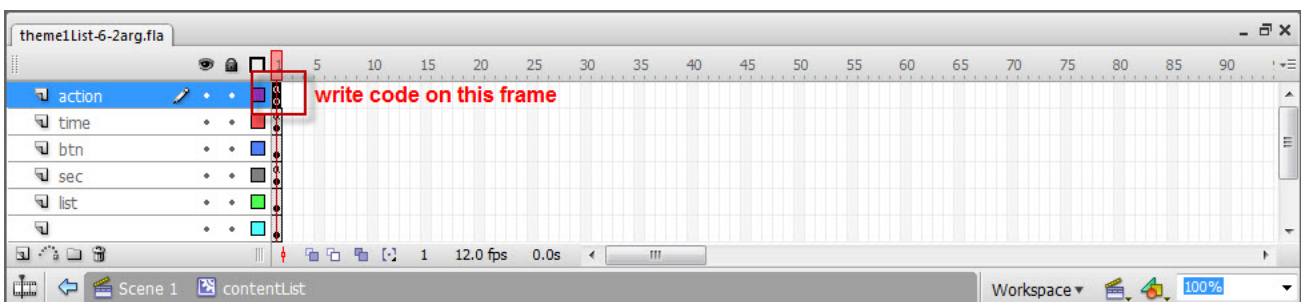 theme1List-6-2arg.fla
1 5 10 15 20 25 30 35 40 45 50 55 60 65 70 75 80 85 90
action write code on this frame
time
btn
sec
list
1 12.0 fps 0.0s
Scene 1 contentList Workspace 100%